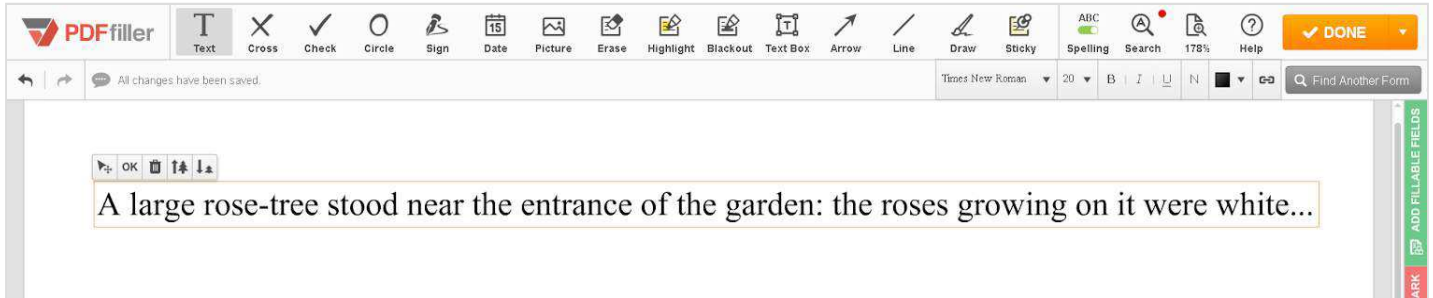 PDFfiller
T
Text Cross Check Circle Sign Date Picture Erase Highlight Blackout Text Box Arrow Line Draw Sticky Spelling Search 178% Help
15
T
ABC
DONE
All changes have been saved.
Times New Roman 20 B I U N
Find Another Form
OK
A large rose-tree stood near the entrance of the garden: the roses growing on it were white...
ADD FILLABLE FIELDS
ARK